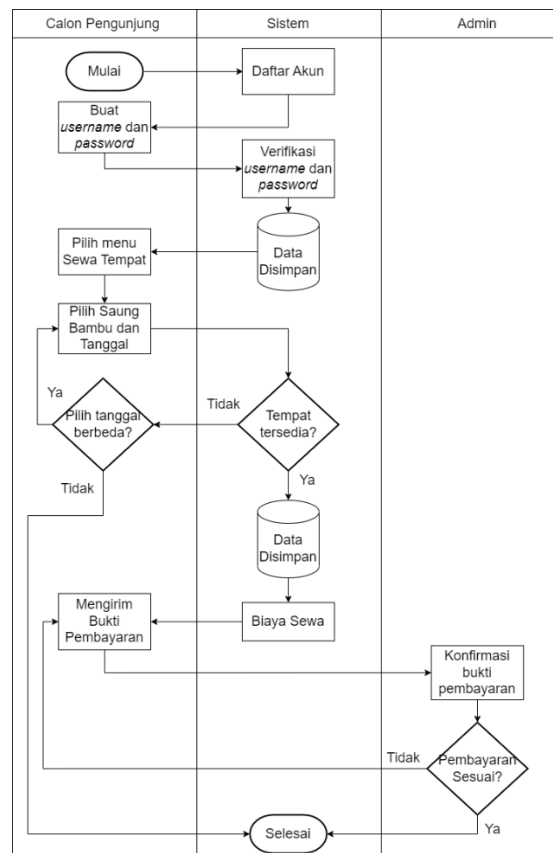 Calon Pengunjung
Sistem
Admin
Mulai
Daftar Akun
Buat
username dan
password
Verifikasi
username dan
password
Data
Disimpan
Pilih menu
Sewa Tempat
Pilih Saung
Bambu dan
Tanggal
Ya
Pilih tanggal
berbeda?
Tidak
Tempat
tersedia?
Tidak
Ya
Data
Disimpan
Biaya Sewa
Mengirim
Bukti
Pembayaran
Konfirmasi
bukti
pembayaran
Tidak
Pembayaran
Sesuai?
Ya
Selesai